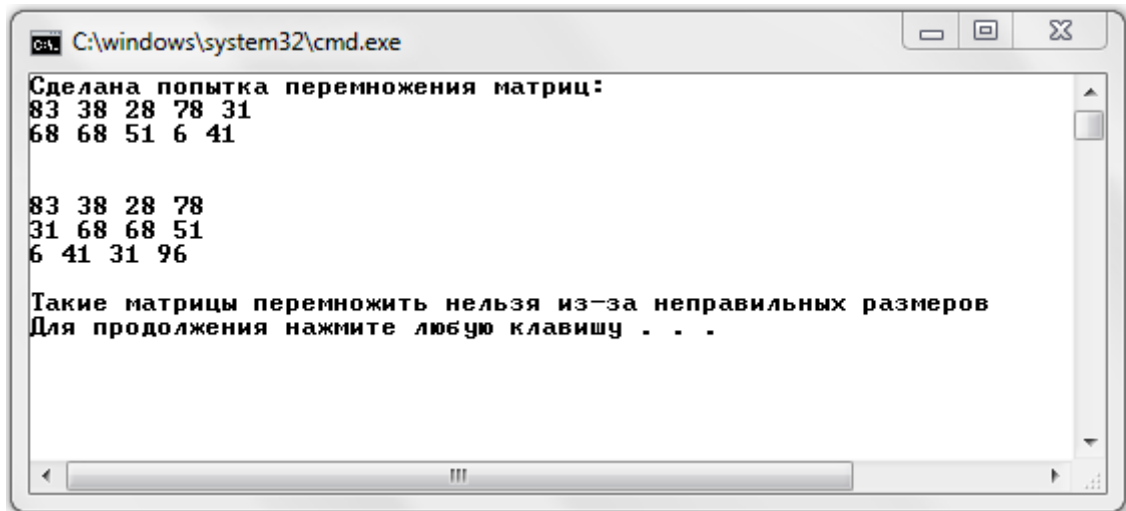 C:\windows\system32\cmd.exe
Сделана попытка перемножения матриц:
83 38 28 78 31
68 68 51 6 41
83 38 28 78
31 68 68 51
6 41 31 96
Такие матрицы перемножить нельзя из-за неправильных размеров
Для продолжения нажмите любую клавишу . . .